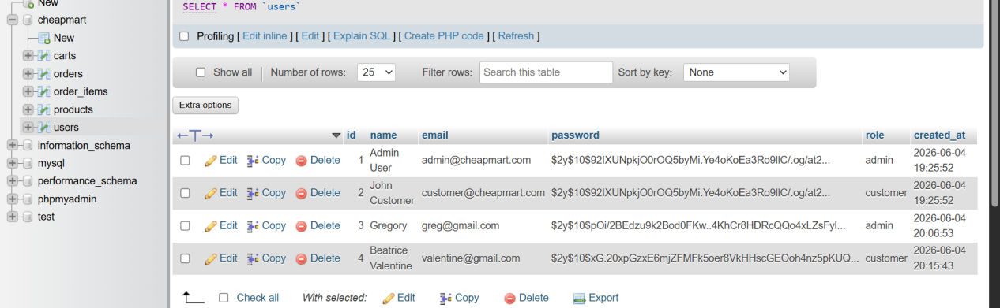 New
cheapmart
New
carts
orders
order_items
products
users
information_schema
mysql
performance_schema
phpmyadmin
test
SELECT * FROM `users`
Profiling [ Edit inline ] [ Edit ] [ Explain SQL ] [ Create PHP code ] [ Refresh ]
Show all Number of rows: 25 Filter rows: Search this table Sort by key: None
Extra options
id name email password role created_at
Edit Copy Delete 1 Admin User admin@cheapmart.com $2y$10$92IXUNpkjO0rOQ5byMi.Ye4oKoEa3Ro9llC/.og/at2... admin 2026-06-04 19:25:52
Edit Copy Delete 2 John Customer customer@cheapmart.com $2y$10$92IXUNpkjO0rOQ5byMi.Ye4oKoEa3Ro9llC/.og/at2... customer 2026-06-04 19:25:52
Edit Copy Delete 3 Gregory greg@gmail.com $2y$10$pOi/2BEdzu9k2Bod0FKw..4KhCr8HDRcQQo4xLZsFyl... admin 2026-06-04 20:06:53
Edit Copy Delete 4 Beatrice Valentine valentine@gmail.com $2y$10$xG.20xpGzxE6mjZFMFk5oer8VkHHscGEOoh4nz5pKUQ... customer 2026-06-04 20:15:43
Check all With selected: Edit Copy Delete Export